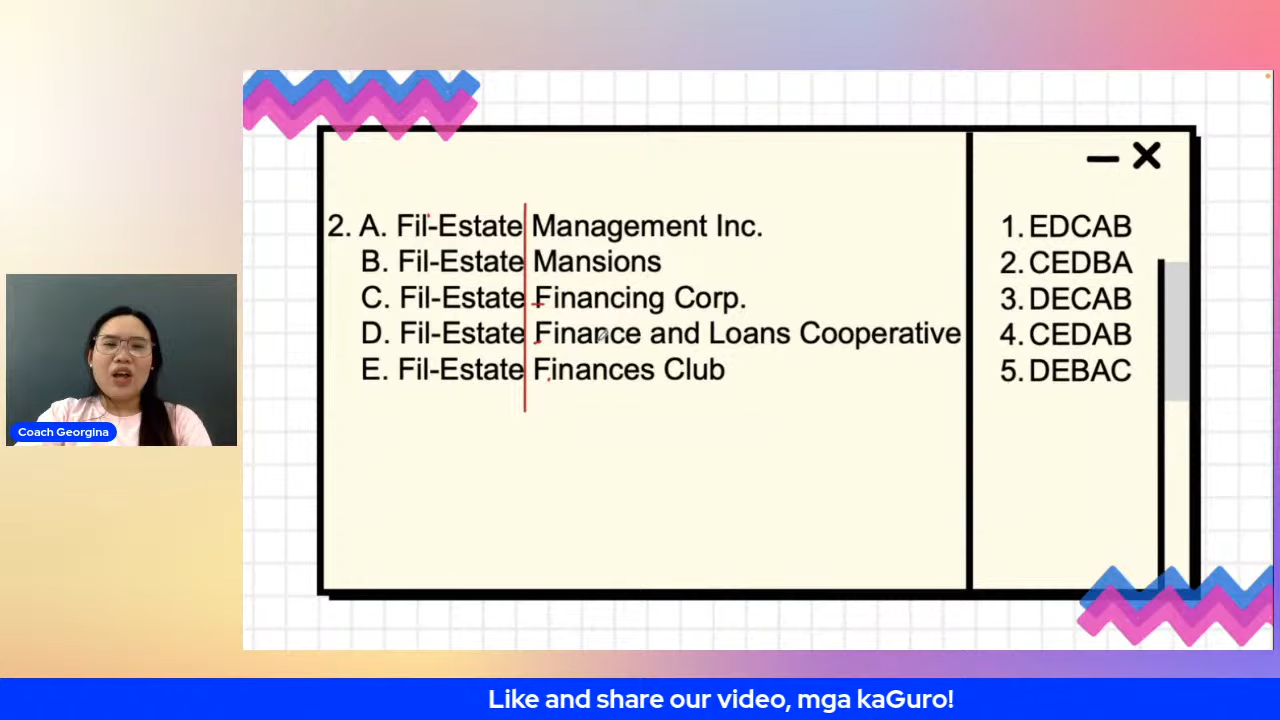 2. A. Fil-Estate Management Inc.
B. Fil-Estate Mansions
C. Fil-Estate Financing Corp.
D. Fil-Estate Finance and Loans Cooperative
E. Fil-Estate Finances Club
1. EDCAB
2. CEDBA
3. DECAB
4. CEDAB
5. DEBAC
Coach Georgina
Like and share our video, mga kaGuro!